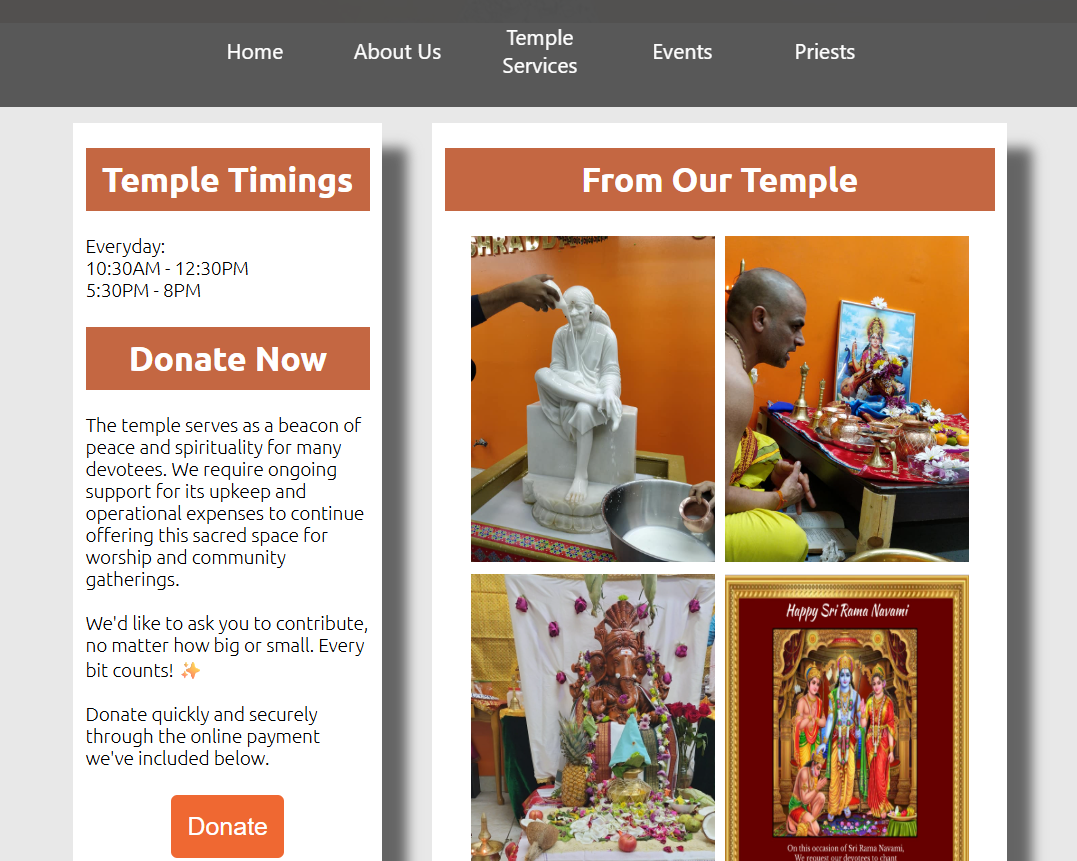 Home
About Us
Temple
Services
Events
Priests
Temple Timings
Everyday:
10:30AM - 12:30PM
5:30PM - 8PM
Donate Now
The temple serves as a beacon of
peace and spirituality for many
devotees. We require ongoing
support for its upkeep and
operational expenses to continue
offering this sacred space for
worship and community
gatherings.
We'd like to ask you to contribute,
no matter how big or small. Every
bit counts! ✨
Donate quickly and securely
through the online payment
we've included below.
Donate
From Our Temple
Happy Sri Rama Navami
On this occasion of Sri Rama Navami,
We request our devotees to chant